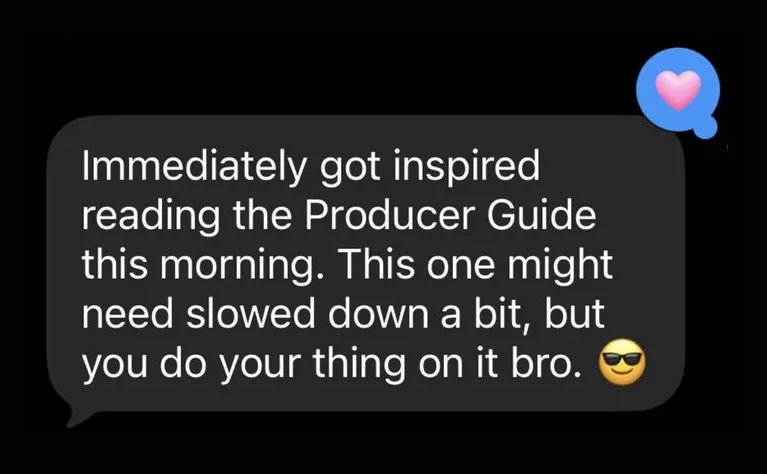 Immediately got inspired
reading the Producer Guide
this morning. This one might
need slowed down a bit, but
you do your thing on it bro. 😎